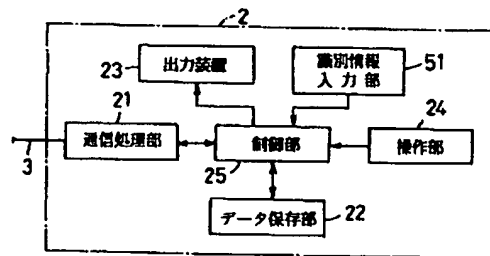 2
23
出力装置
識別情報
入力部
51
21
24
通信処理部
制御部
操作部
3
25
データ保存部
22